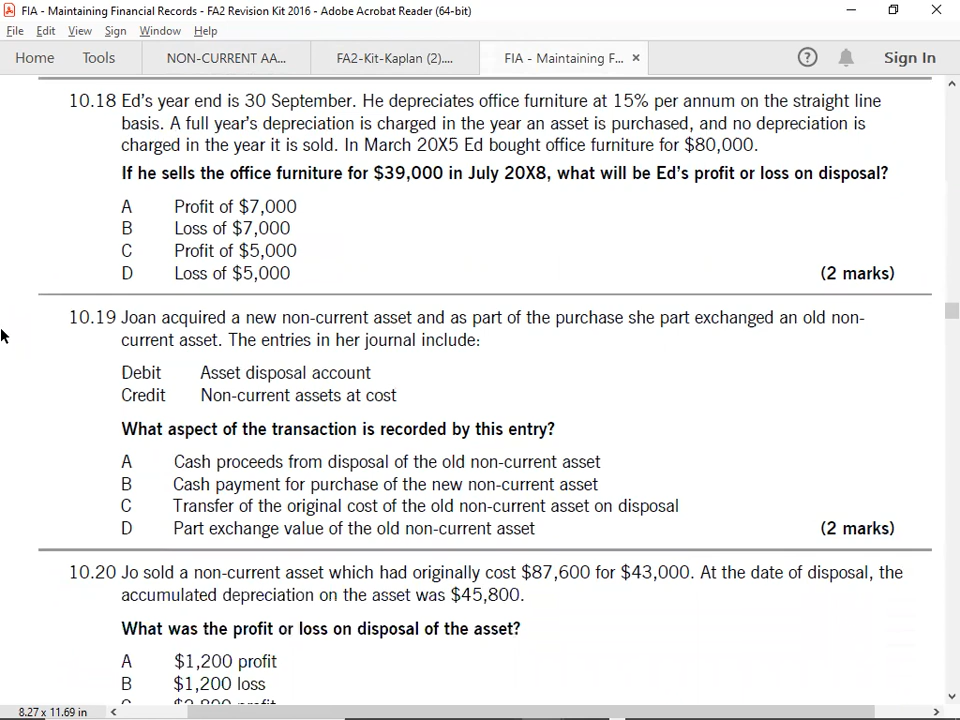 FIA - Maintaining Financial Records - FA2 Revision Kit 2016 - Adobe Acrobat Reader (64-bit)
File Edit View Sign Window Help
Home Tools NON-CURRENT AA... FA2-Kit-Kaplan (2).... FIA - Maintaining F... × Sign In
10.18 Ed's year end is 30 September. He depreciates office furniture at 15% per annum on the straight line
basis. A full year's depreciation is charged in the year an asset is purchased, and no depreciation is
charged in the year it is sold. In March 20X5 Ed bought office furniture for $80,000.
If he sells the office furniture for $39,000 in July 20X8, what will be Ed's profit or loss on disposal?
A Profit of $7,000
B Loss of $7,000
C Profit of $5,000
D Loss of $5,000 (2 marks)
10.19 Joan acquired a new non-current asset and as part of the purchase she part exchanged an old non-
current asset. The entries in her journal include:
Debit Asset disposal account
Credit Non-current assets at cost
What aspect of the transaction is recorded by this entry?
A Cash proceeds from disposal of the old non-current asset
B Cash payment for purchase of the new non-current asset
C Transfer of the original cost of the old non-current asset on disposal
D Part exchange value of the old non-current asset (2 marks)
10.20 Jo sold a non-current asset which had originally cost $87,600 for $43,000. At the date of disposal, the
accumulated depreciation on the asset was $45,800.
What was the profit or loss on disposal of the asset?
A $1,200 profit
B $1,200 loss
8.27 x 11.69 in